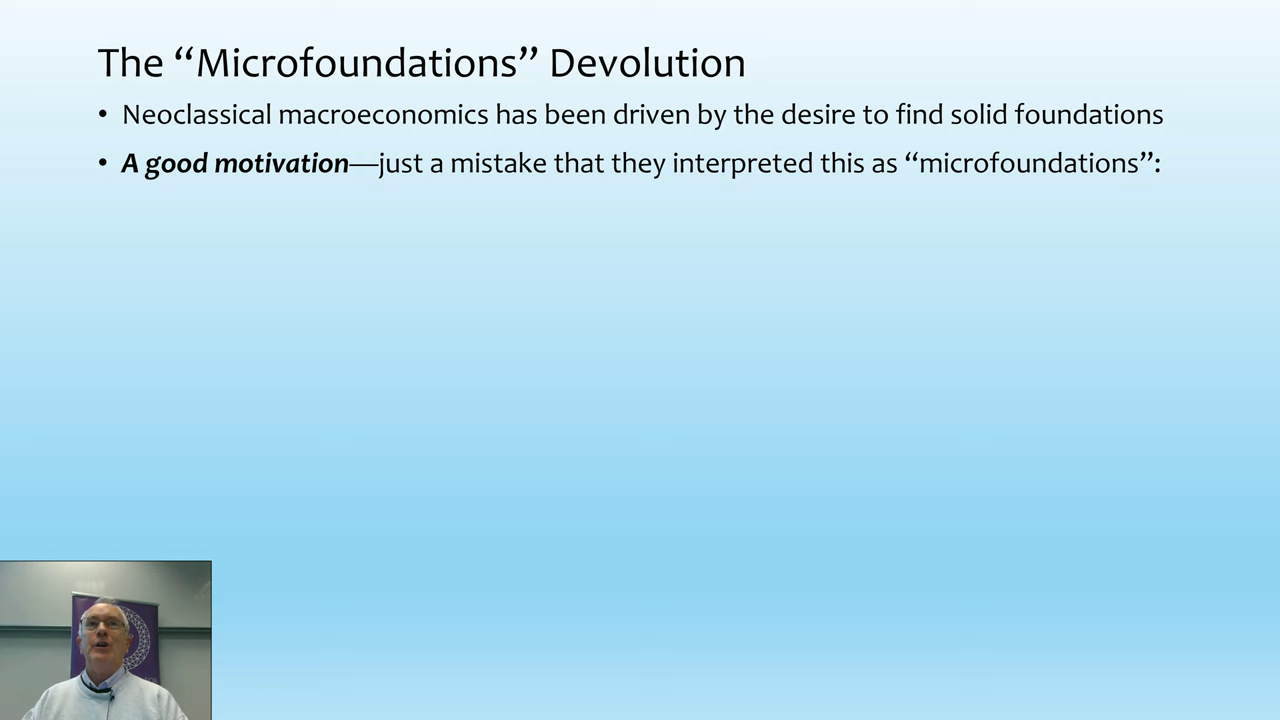 The “Microfoundations” Devolution
• Neoclassical macroeconomics has been driven by the desire to find solid foundations
• A good motivation—just a mistake that they interpreted this as “microfoundations”: